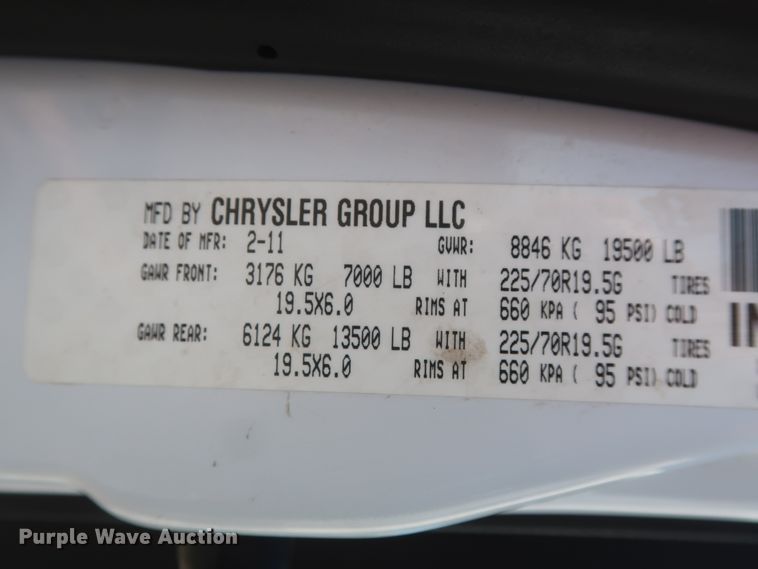 MFD BY CHRYSLER GROUP LLC
DATE OF MFR: 2-11 GVWR: 8846 KG 19500 LB
GAWR FRONT: 3176 KG 7000 LB WITH 225/70R19.5G TIRES
19.5X6.0 RIMS AT 660 KPA ( 95 PSI) COLD
GAWR REAR: 6124 KG 13500 LB WITH 225/70R19.5G TIRES
19.5X6.0 RIMS AT 660 KPA ( 95 PSI) COLD
Purple Wave Auction